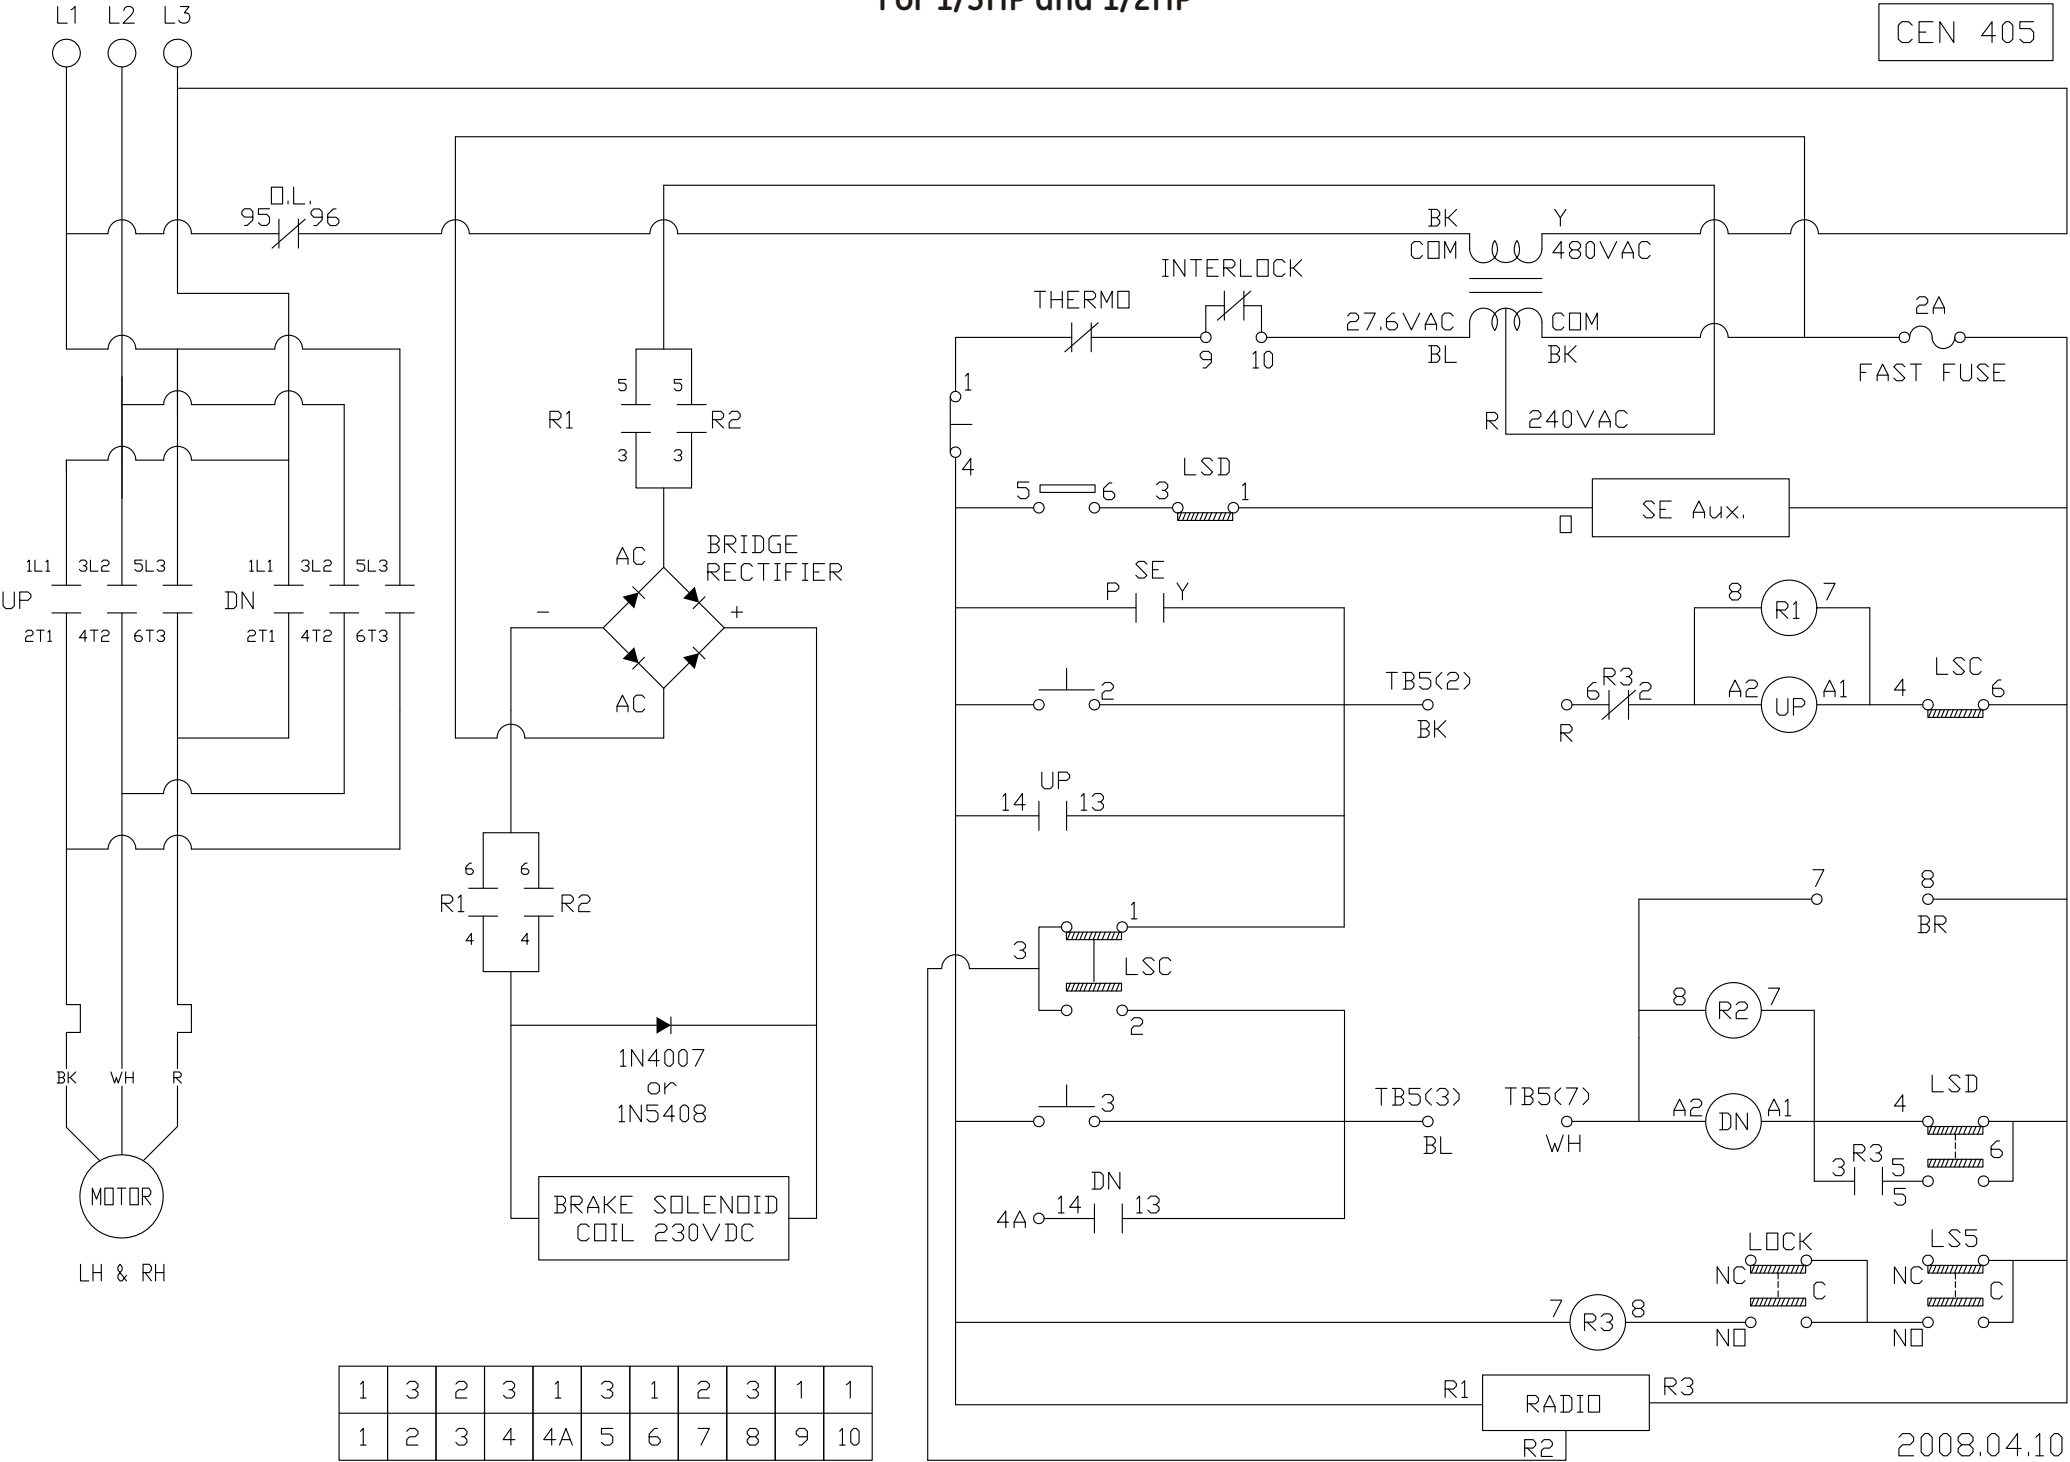 For 1/3HP and 1/2HP
L1 L2 L3
CEN 405
O.L.
95 96
BK Y
COM 480VAC
INTERLOCK
THERMO
27.6VAC COM
2A
9 10 BL BK
FAST FUSE
1
5 5
R1 R2
R 240VAC
3 3
4
LSD
5 6 3 1
O
SE Aux.
BRIDGE
RECTIFIER
AC
1L1 3L2 5L3 1L1 3L2 5L3
UP DN
2T1 4T2 6T3 2T1 4T2 6T3
- +
AC
SE
P Y
8 R1 7
LSC
2
TB5(2)
BK
R
6 R3 2
A2 UP A1
4 6
UP
14 13
6 6
R1 R2
4 4
7 8
BR
1
3
LSC
2
8 R2 7
1N4007
or
1N5408
BK WH R
3
TB5(3) TB5(7)
BL WH
A2 DN A1
LSD
4
6
3 R3 5
5
MOTOR
LH & RH
BRAKE SOLENOID
COIL 230VDC
DN
4A 14 13
LOCK LS5
NC C NC C
7 R3 8
NO NO
R1 RADIO R3
R2
1 3 2 3 1 3 1 2 3 1 1
1 2 3 4 4A 5 6 7 8 9 10
2008.04.10